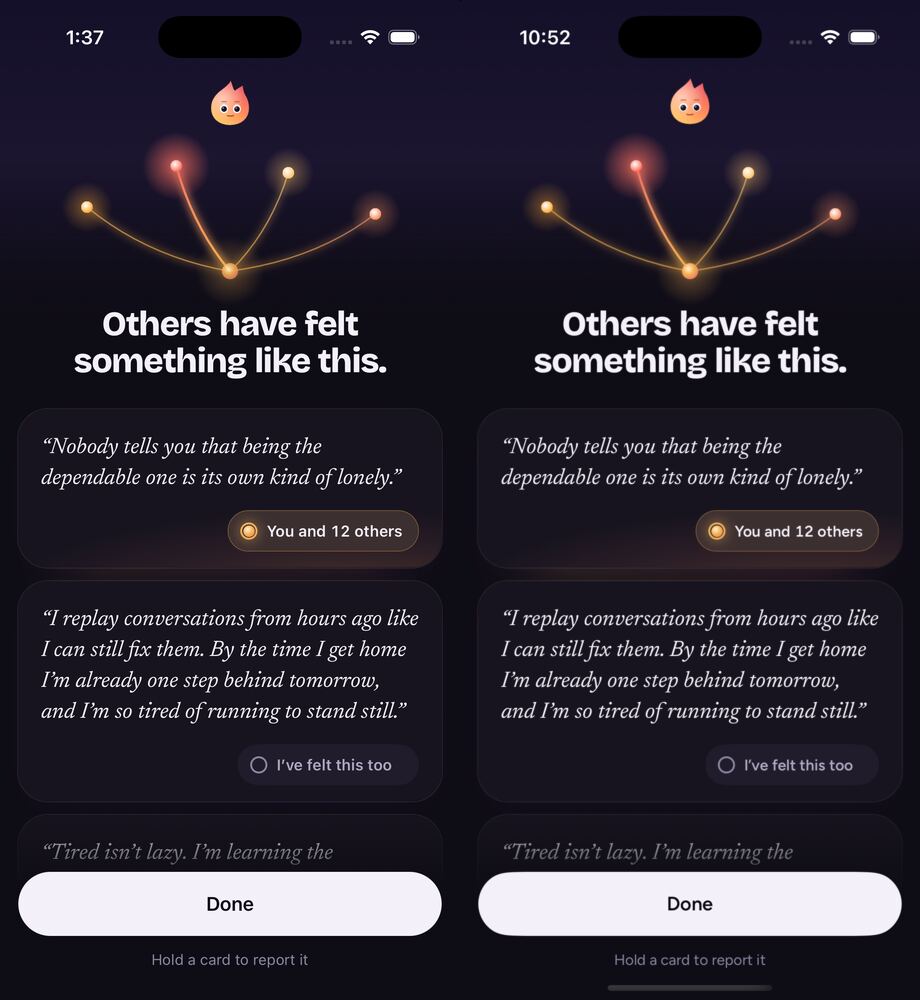 1:37
Others have felt
something like this.
“Nobody tells you that being the
dependable one is its own kind of lonely.”
You and 12 others
“I replay conversations from hours ago like
I can still fix them. By the time I get home
I’m already one step behind tomorrow,
and I’m so tired of running to stand still.”
I’ve felt this too
“Tired isn’t lazy. I’m learning the
Done
Hold a card to report it
10:52
Others have felt
something like this.
“Nobody tells you that being the
dependable one is its own kind of lonely.”
You and 12 others
“I replay conversations from hours ago like
I can still fix them. By the time I get home
I’m already one step behind tomorrow,
and I’m so tired of running to stand still.”
I’ve felt this too
“Tired isn’t lazy. I’m learning the
Done
Hold a card to report it